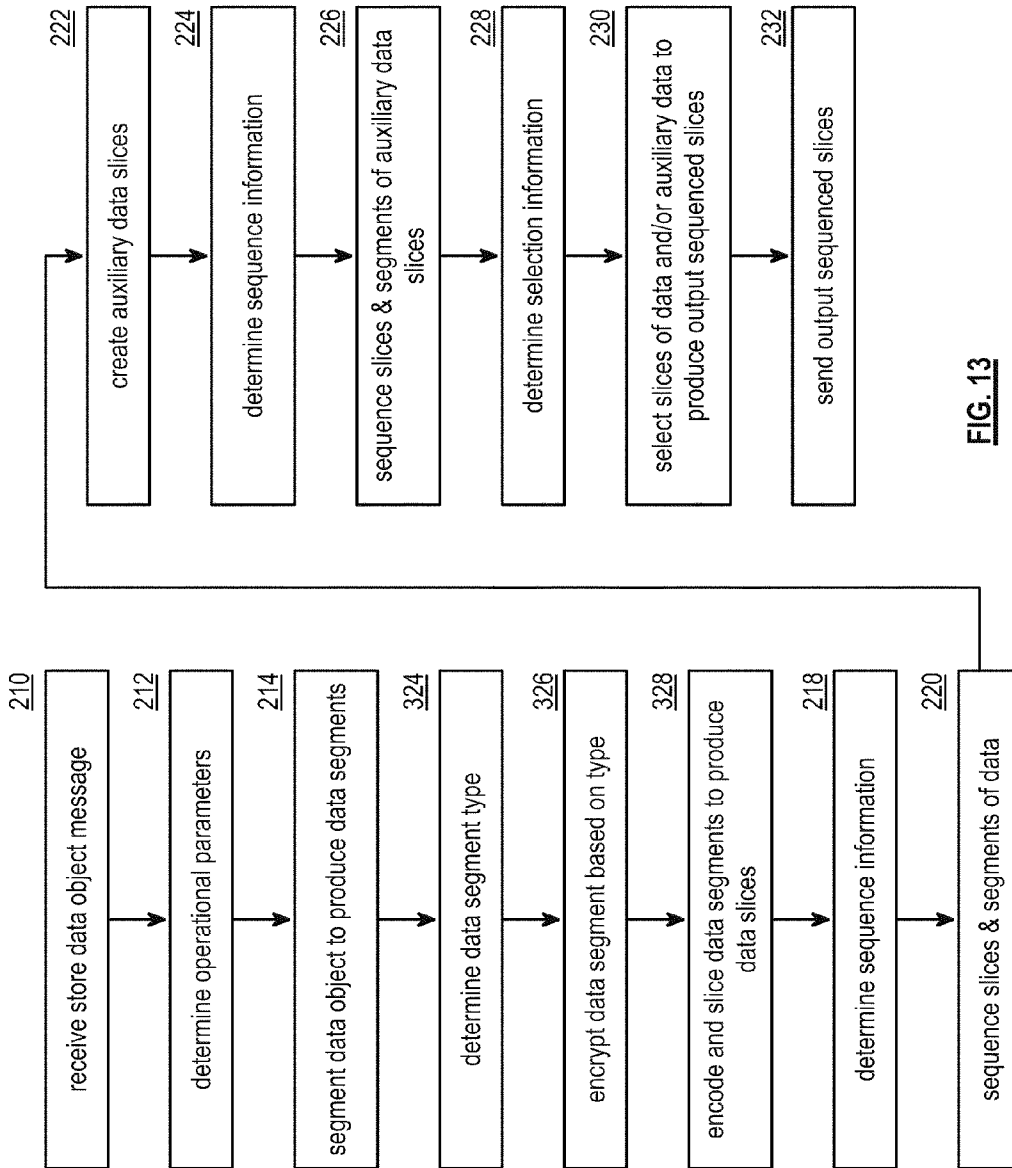 210
receive store data object message
212
determine operational parameters
214
segment data object to produce data segments
324
determine data segment type
326
encrypt data segment based on type
328
encode and slice data segments to produce
data slices
218
determine sequence information
220
sequence slices & segments of data
222
create auxiliary data slices
224
determine sequence information
226
sequence slices & segments of auxiliary data
slices
228
determine selection information
230
select slices of data and/or auxiliary data to
produce output sequenced slices
232
send output sequenced slices
FIG. 13